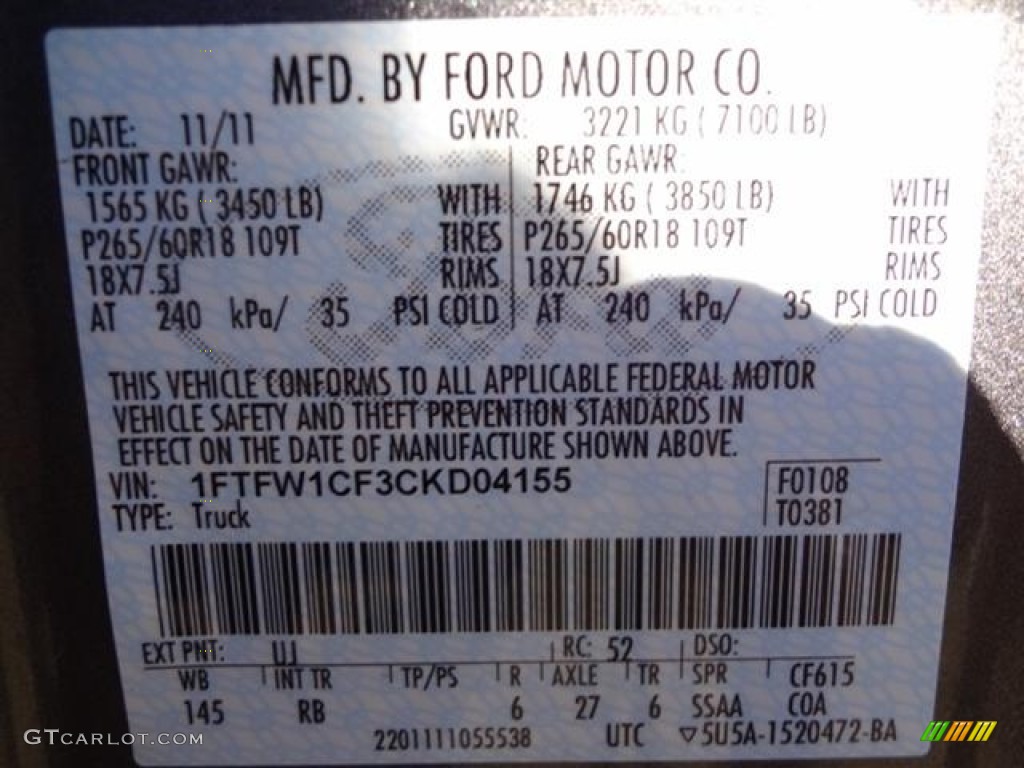 MFD. BY FORD MOTOR CO.
DATE: 11/11 GVWR: 3221 KG ( 7100 LB)
FRONT GAWR: REAR GAWR:
1565 KG ( 3450 LB) WITH 1746 KG ( 3850 LB) WITH
P265/60R18 109T TIRES P265/60R18 109T TIRES
18X7.5J RIMS 18X7.5J RIMS
AT 240 kPa/ 35 PSI COLD AT 240 kPa/ 35 PSI COLD
THIS VEHICLE CONFORMS TO ALL APPLICABLE FEDERAL MOTOR
VEHICLE SAFETY AND THEFT PREVENTION STANDARDS IN
EFFECT ON THE DATE OF MANUFACTURE SHOWN ABOVE.
VIN: 1FTFW1CF3CKD04155 F0108
TYPE: Truck T0381
EXT PNT: UJ RC: 52 DSO:
WB INT TR TP/PS R AXLE TR SPR CF615
145 RB 6 27 6 SSAA COA
2201111055538 UTC ▽5U5A-1520472-BA
GTCARLOT.COM